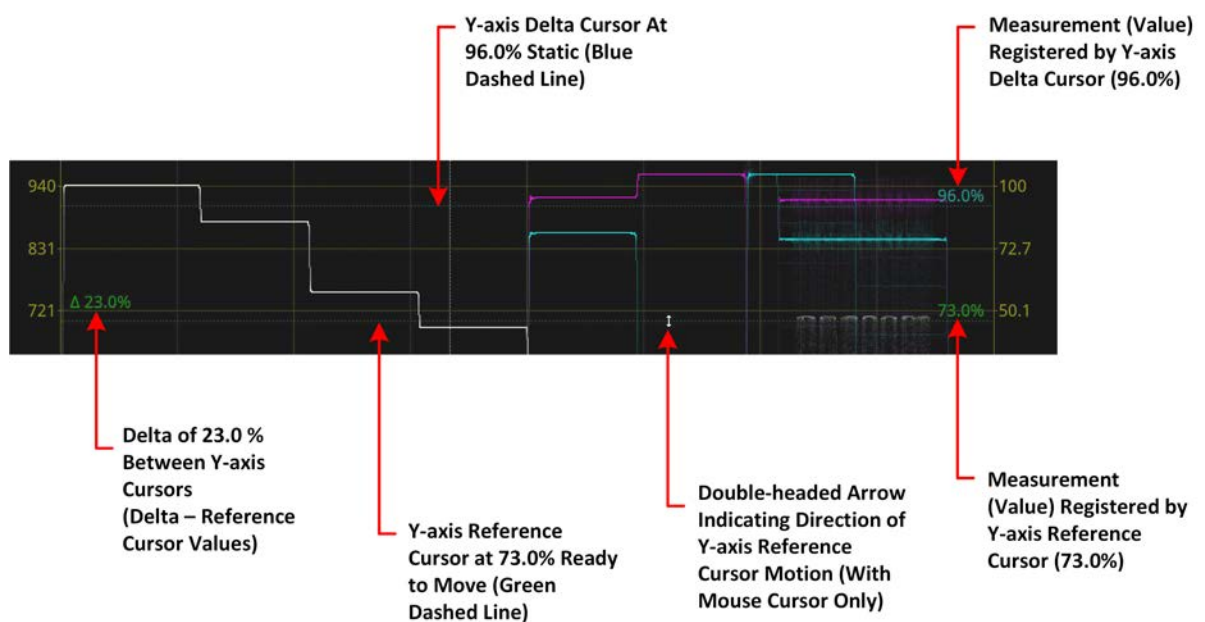 Y-axis Delta Cursor At
96.0% Static (Blue
Dashed Line)
Measurement (Value)
Registered by Y-axis
Delta Cursor (96.0%)
940
100
96.0%
831
72.7
Δ 23.0%
721
73.0%
50.1
Delta of 23.0 %
Between Y-axis
Cursors
(Delta – Reference
Cursor Values)
Y-axis Reference
Cursor at 73.0% Ready
to Move (Green
Dashed Line)
Double-headed Arrow
Indicating Direction of
Y-axis Reference
Cursor Motion (With
Mouse Cursor Only)
Measurement
(Value) Registered by
Y-axis Reference
Cursor (73.0%)